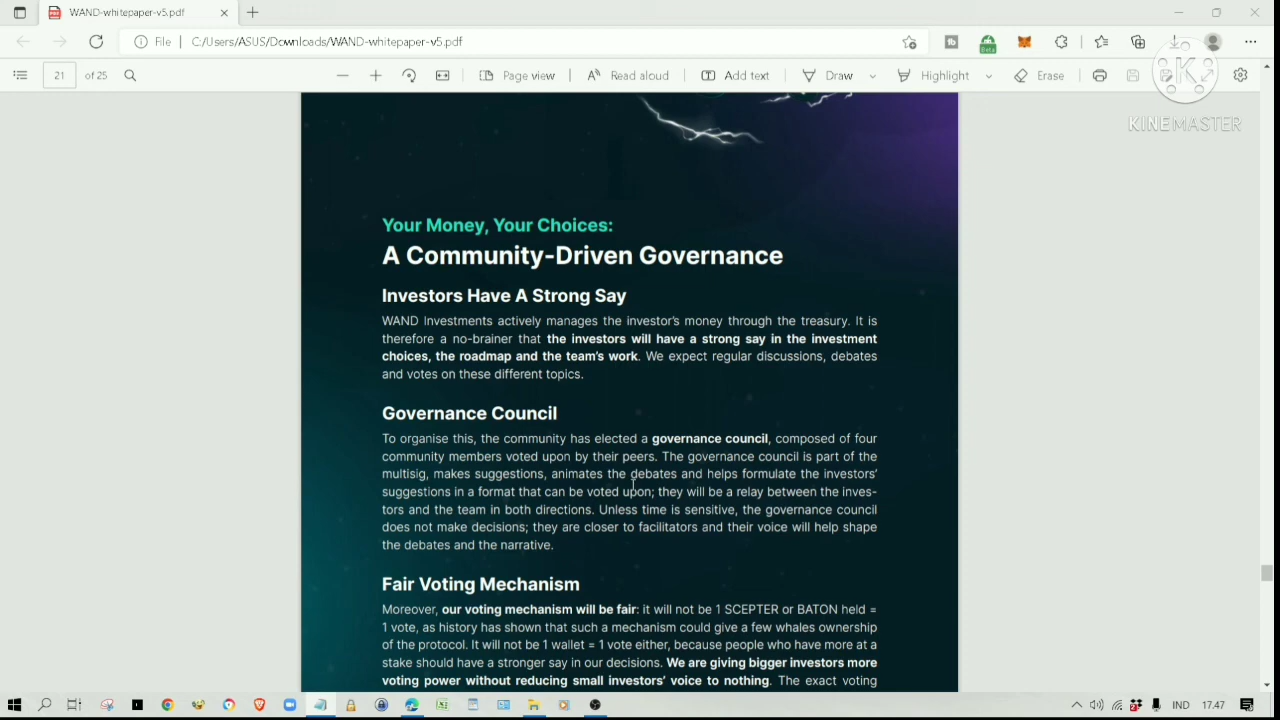 WAND-whitepaper-v5.pdf
File
C:/Users/ASUS/Downloads/WAND-whitepaper-v5.pdf
Beta
21 of 25
Page view
Read aloud
Add text
Draw
Highlight
Erase
K
KINEMASTER
Your Money, Your Choices:
A Community-Driven Governance
Investors Have A Strong Say
WAND Investments actively manages the investor's money through the treasury. It is
therefore a no-brainer that the investors will have a strong say in the investment
choices, the roadmap and the team's work. We expect regular discussions, debates
and votes on these different topics.
Governance Council
To organise this, the community has elected a governance council, composed of four
community members voted upon by their peers. The governance council is part of the
multisig, makes suggestions, animates the debates and helps formulate the investors'
suggestions in a format that can be voted upon; they will be a relay between the inves-
tors and the team in both directions. Unless time is sensitive, the governance council
does not make decisions; they are closer to facilitators and their voice will help shape
the debates and the narrative.
Fair Voting Mechanism
Moreover, our voting mechanism will be fair: it will not be 1 SCEPTER or BATON held =
1 vote, as history has shown that such a mechanism could give a few whales ownership
of the protocol. It will not be 1 wallet = 1 vote either, because people who have more at a
stake should have a stronger say in our decisions. We are giving bigger investors more
voting power without reducing small investors' voice to nothing. The exact voting
IND
17.47